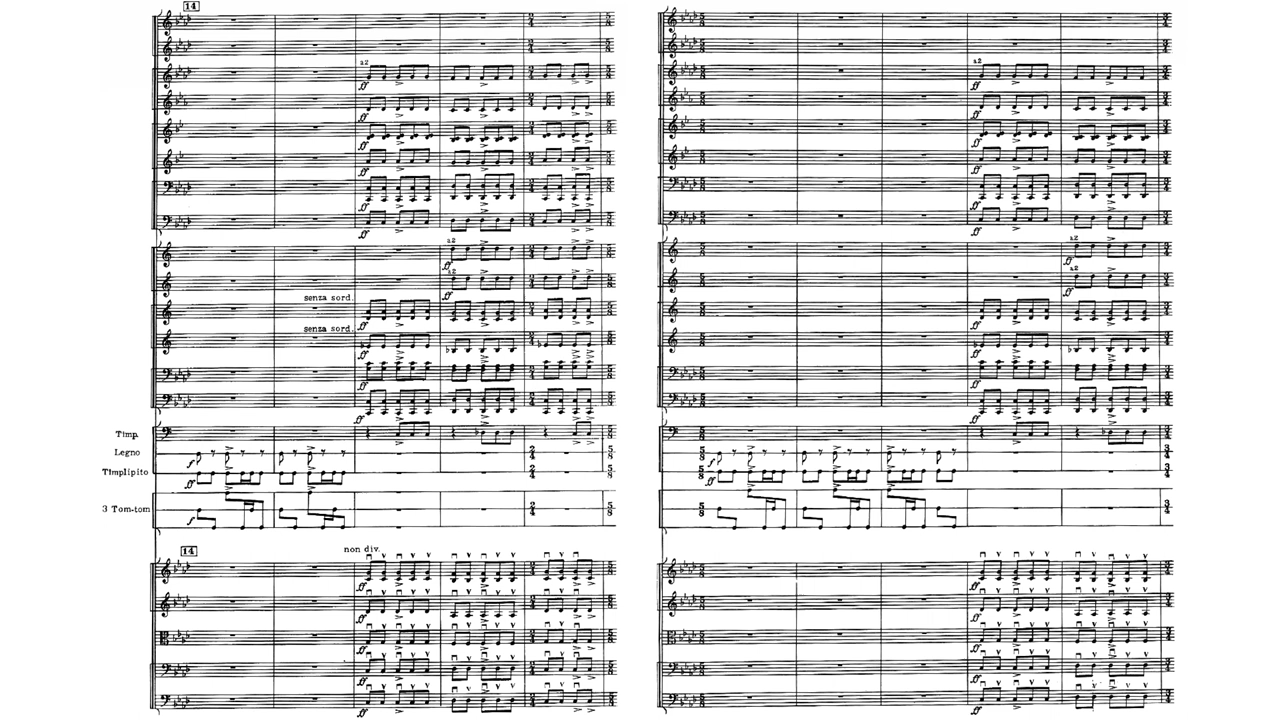 14
a2
a2
senza sord.
senza sord.
a2
a2
a2
a2
Timp.
Legno
Timplipito
3 Tom-tom
14
non div.